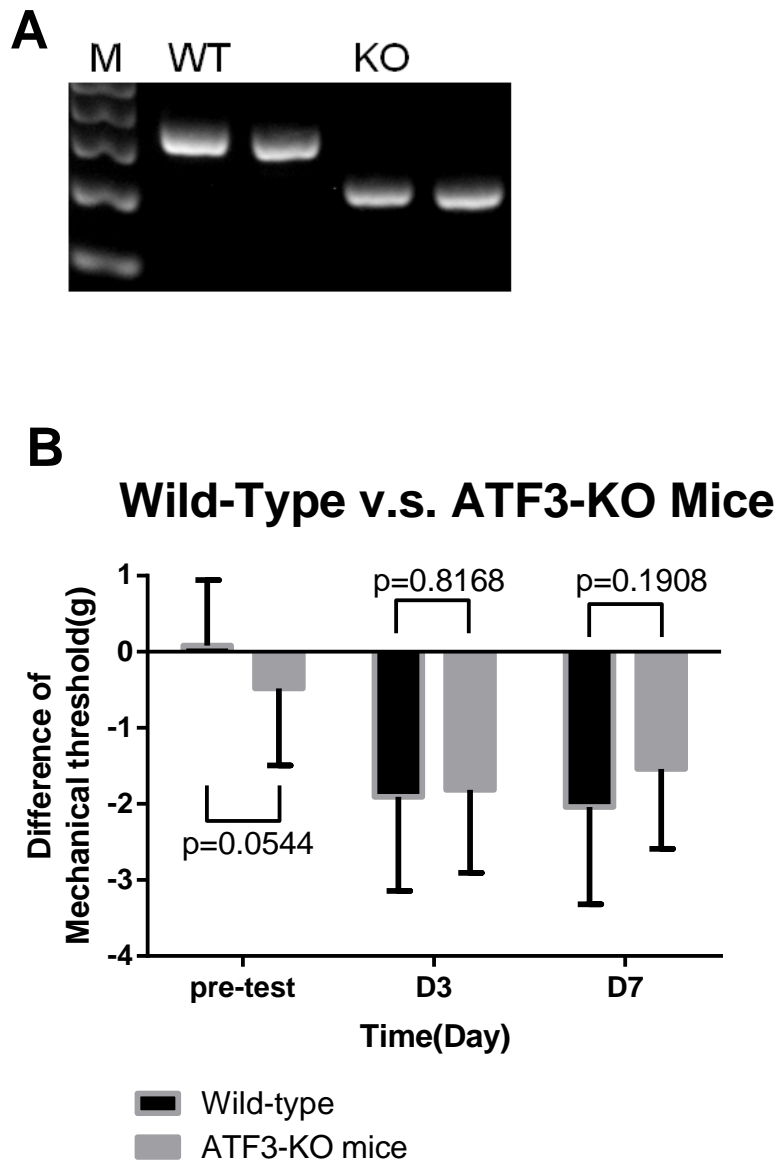 A
M WT KO
B
Wild-Type v.s. ATF3-KO Mice
Difference of
Mechanical threshold(g)
1
0
-1
-2
-3
-4
p=0.0544
p=0.8168
p=0.1908
pre-test D3 D7
Time(Day)
Wild-type
ATF3-KO mice